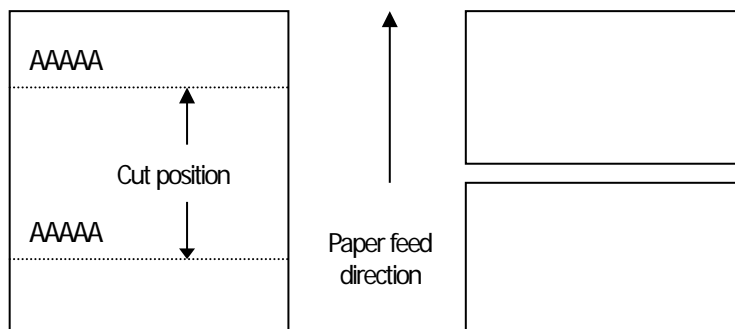 AAAAA
Cut position
AAAAA
Paper feed
direction